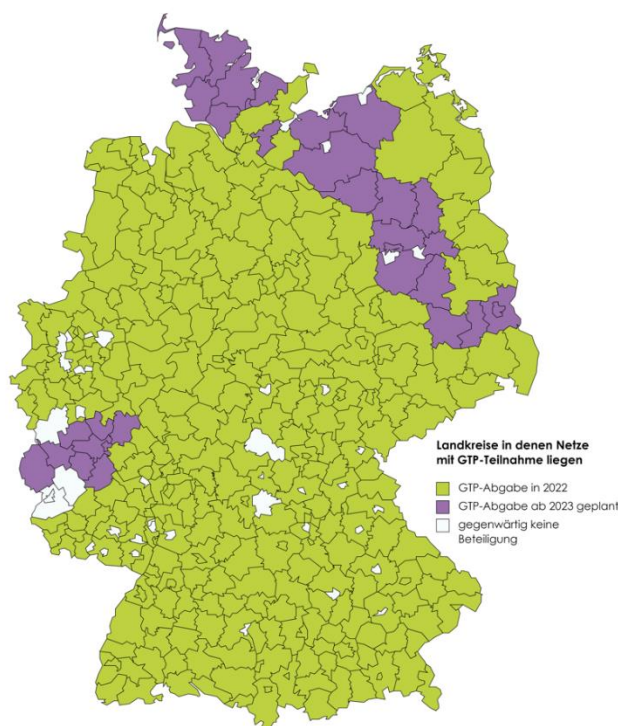 Landkreise in denen Netze
mit GTP-Teilnahme liegen
GTP-Abgabe in 2022
GTP-Abgabe ab 2023 geplant
gegenwärtig keine
Beteiligung